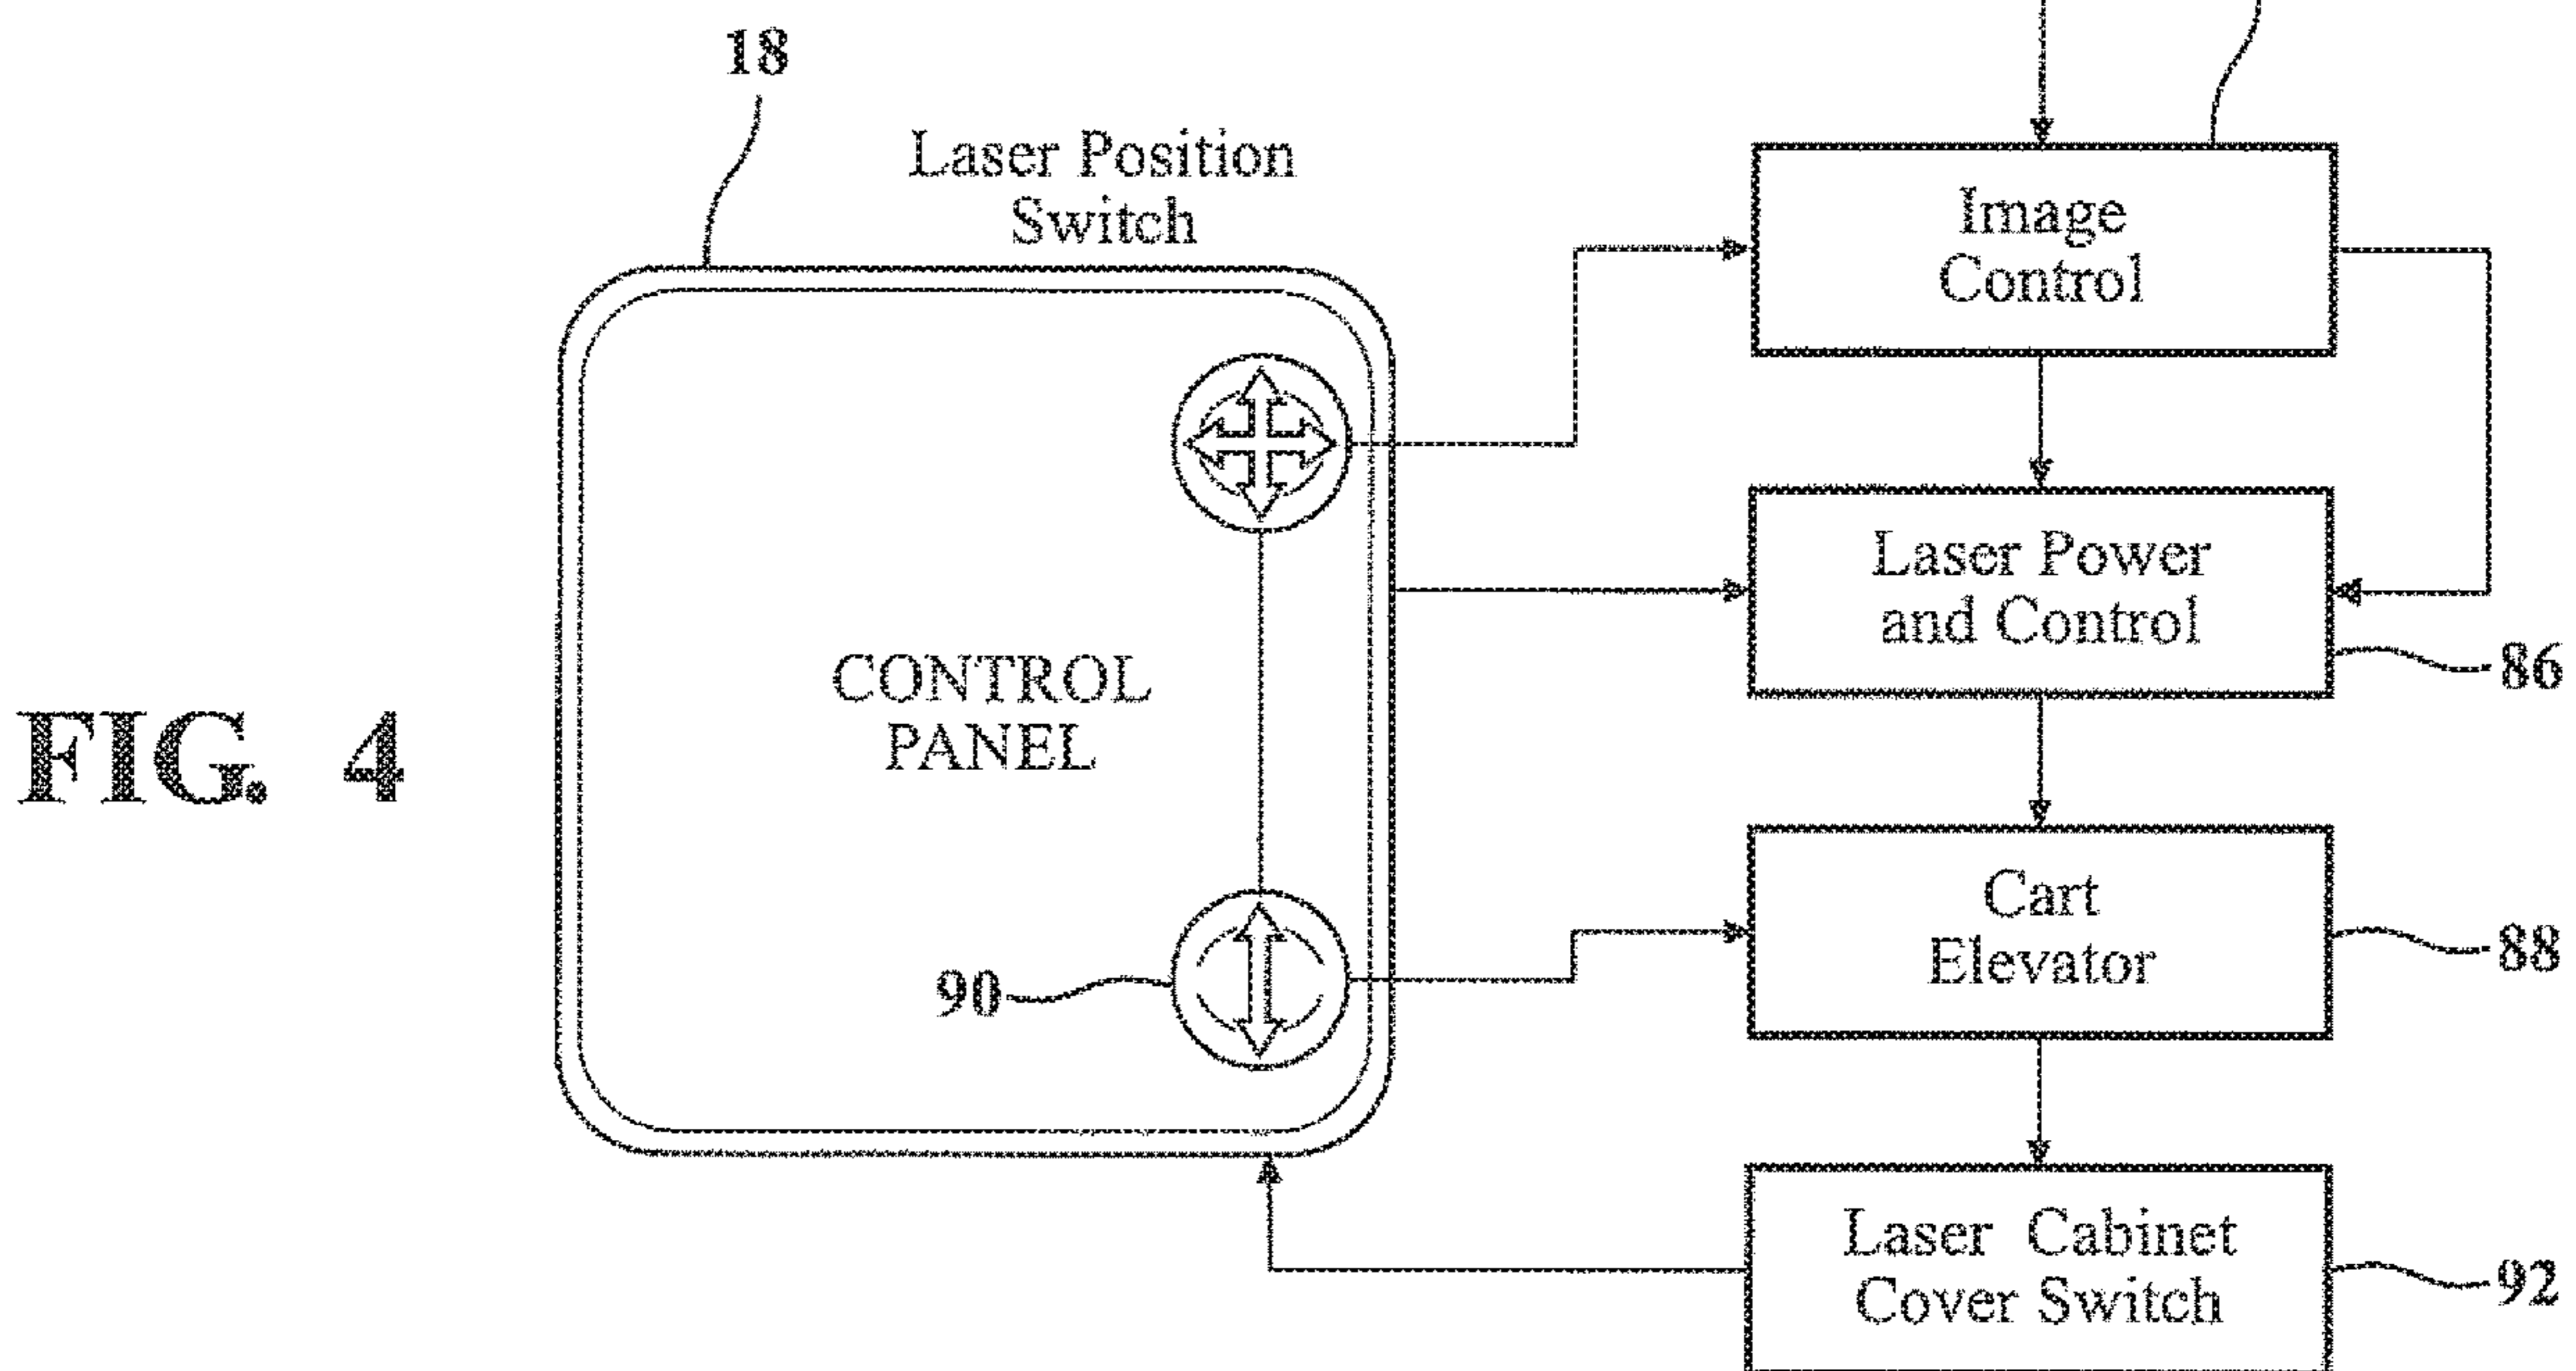 18
Laser Position
Switch
Image
Control
Laser Power
and Control
86
CONTROL
PANEL
FIG. 4
Cart
Elevator
88
90
Laser Cabinet
Cover Switch
92